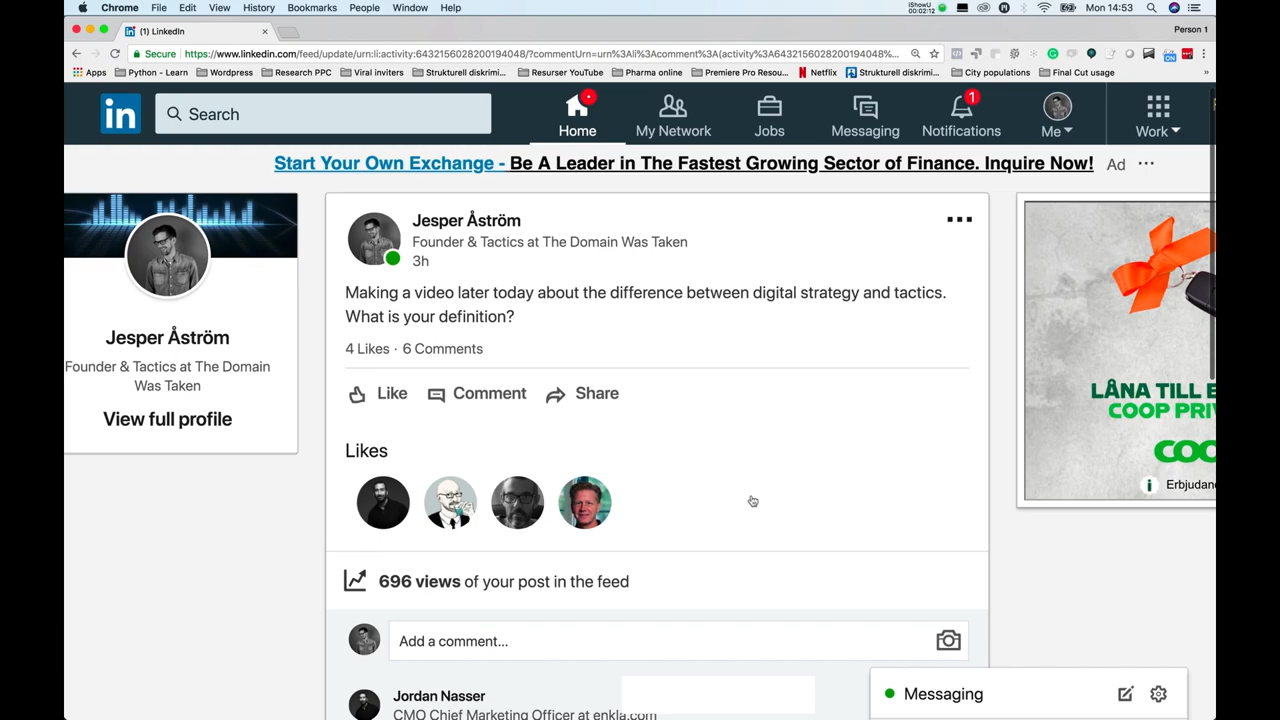 Chrome File Edit View History Bookmarks People Window Help
iShowU
00:02:12
Mon 14:53
(1) LinkedIn
Person 1
Secure https://www.linkedin.com/feed/update/urn:li:activity:6432156028200194048/?commentUrn=urn%3Ali%3Acomment%3A(activity%3A6432156028200194048%...
Apps Python - Learn Wordpress Research PPC Viral inviters Strukturell diskrimi... Resurser YouTube Pharma online Premiere Pro Resou... Netflix Strukturell diskrimi... City populations Final Cut usage
in
Search
Home
My Network
Jobs
Messaging
1
Notifications
Me
Work
Start Your Own Exchange - Be A Leader in The Fastest Growing Sector of Finance. Inquire Now! Ad
Jesper Åström
Founder & Tactics at The Domain
Was Taken
View full profile
Jesper Åström
Founder & Tactics at The Domain Was Taken
3h
Making a video later today about the difference between digital strategy and tactics.
What is your definition?
4 Likes · 6 Comments
Like Comment Share
Likes
696 views of your post in the feed
Add a comment...
Jordan Nasser
CMO Chief Marketing Officer at enkla.com
LÅNA TILL
COOP PRIV
COO
Erbjudan
Messaging